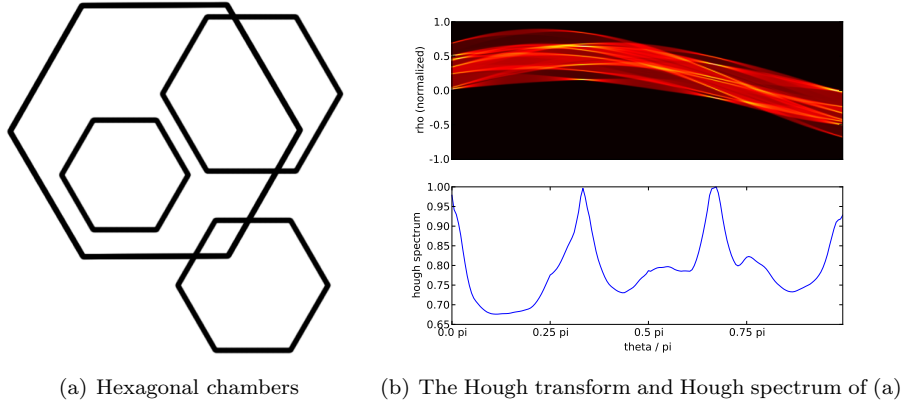 1.0
0.5
0.0
-0.5
-1.0
rho (normalized)
1.00
0.95
0.90
0.85
0.80
0.75
0.70
0.65
hough spectrum
0.0 pi 0.25 pi 0.5 pi 0.75 pi
theta / pi
(a) Hexagonal chambers
(b) The Hough transform and Hough spectrum of (a)